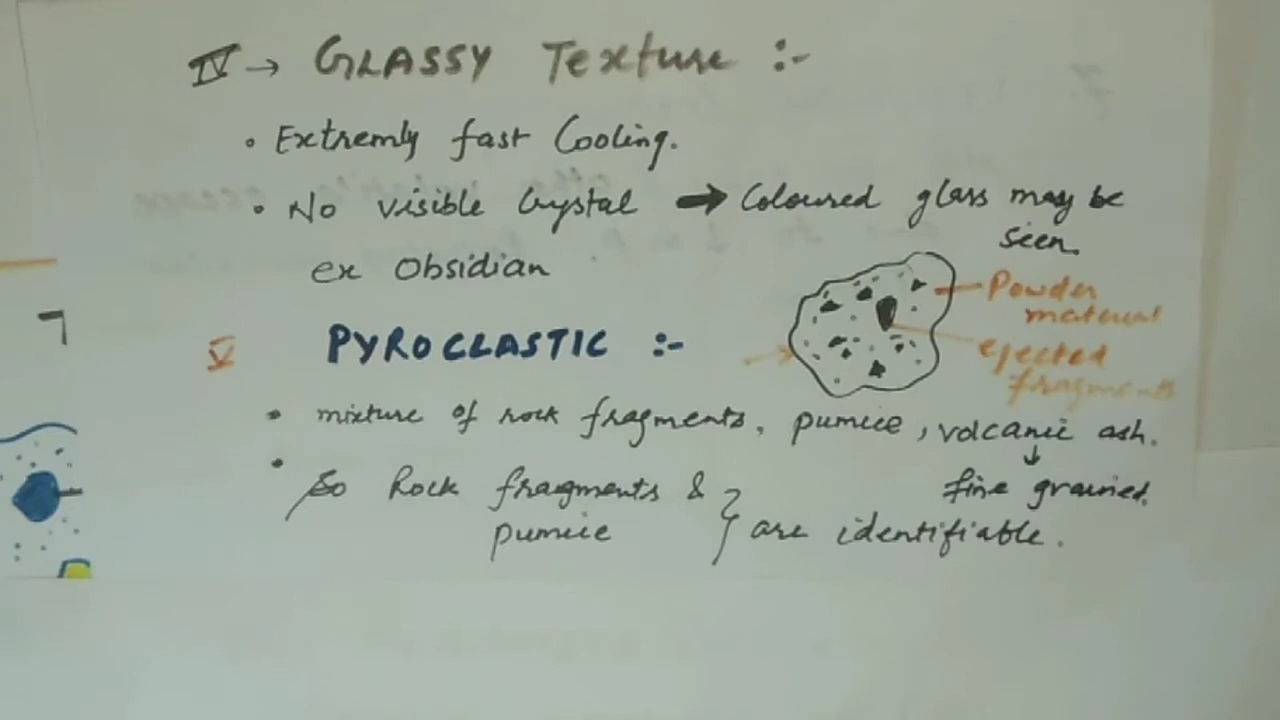 IV → GLASSY Texture :-
• Extremly fast Cooling.
• No visible Crystal → Coloured glass may be
seen.
ex Obsidian
Powder
material
ejected
fragments
V PYROCLASTIC :-
• mixture of rock fragments, pumice, volcanic ash.
↓
fine grained.
• So Rock fragments &
pumice } are identifiable.